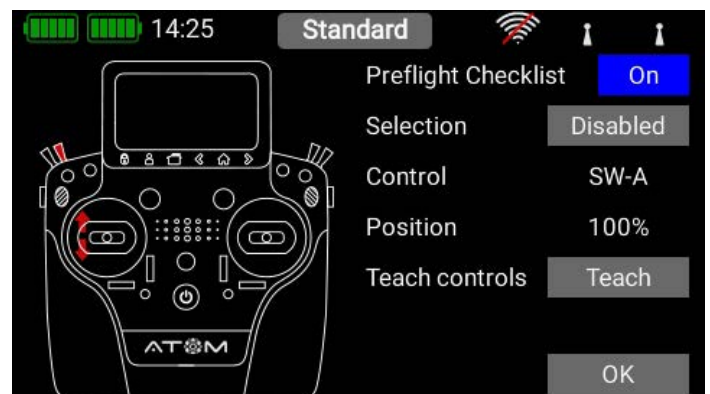 14:25 Standard
Preflight Checklist On
Selection Disabled
Control SW-A
Position 100%
Teach controls Teach
ATOM
OK